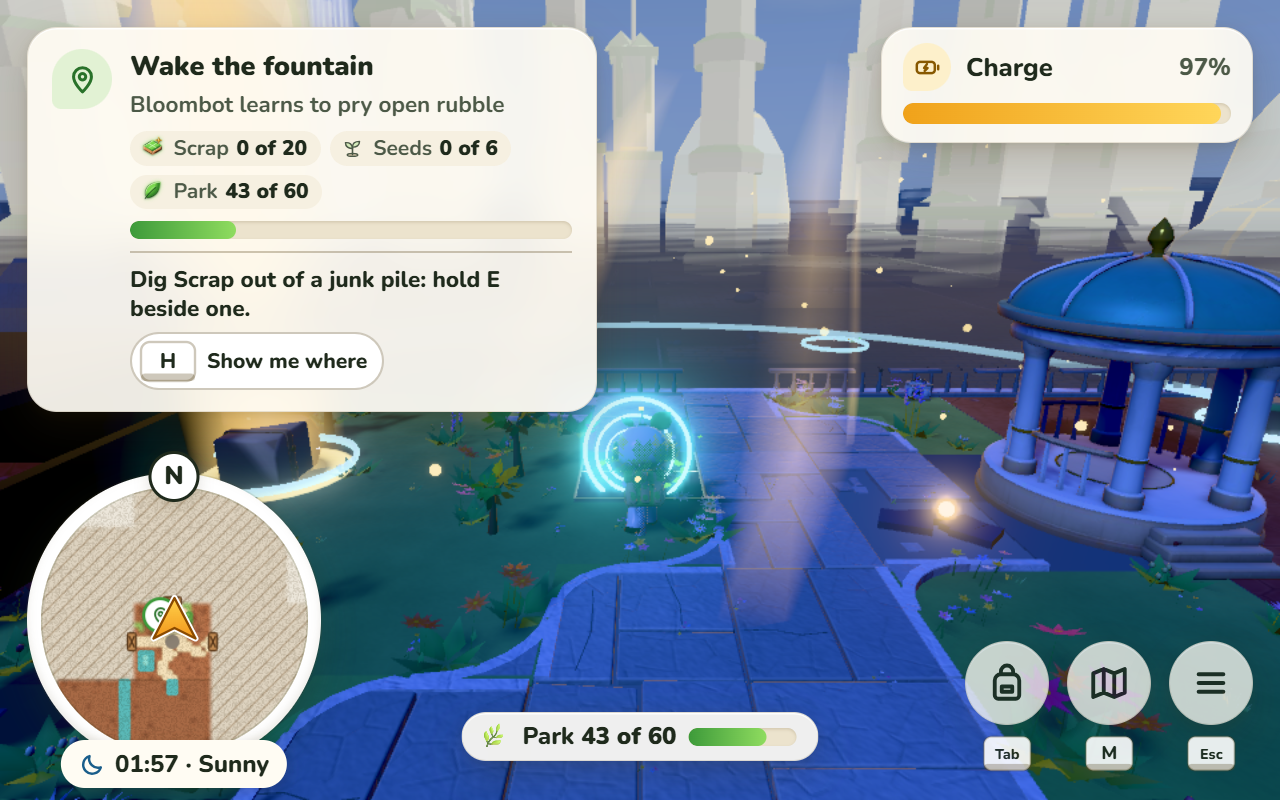 Wake the fountain
Bloombot learns to pry open rubble
Scrap 0 of 20
Seeds 0 of 6
Park 43 of 60
Dig Scrap out of a junk pile: hold E
beside one.
H Show me where
Charge 97%
N
01:57 · Sunny
Park 43 of 60
Tab
M
Esc